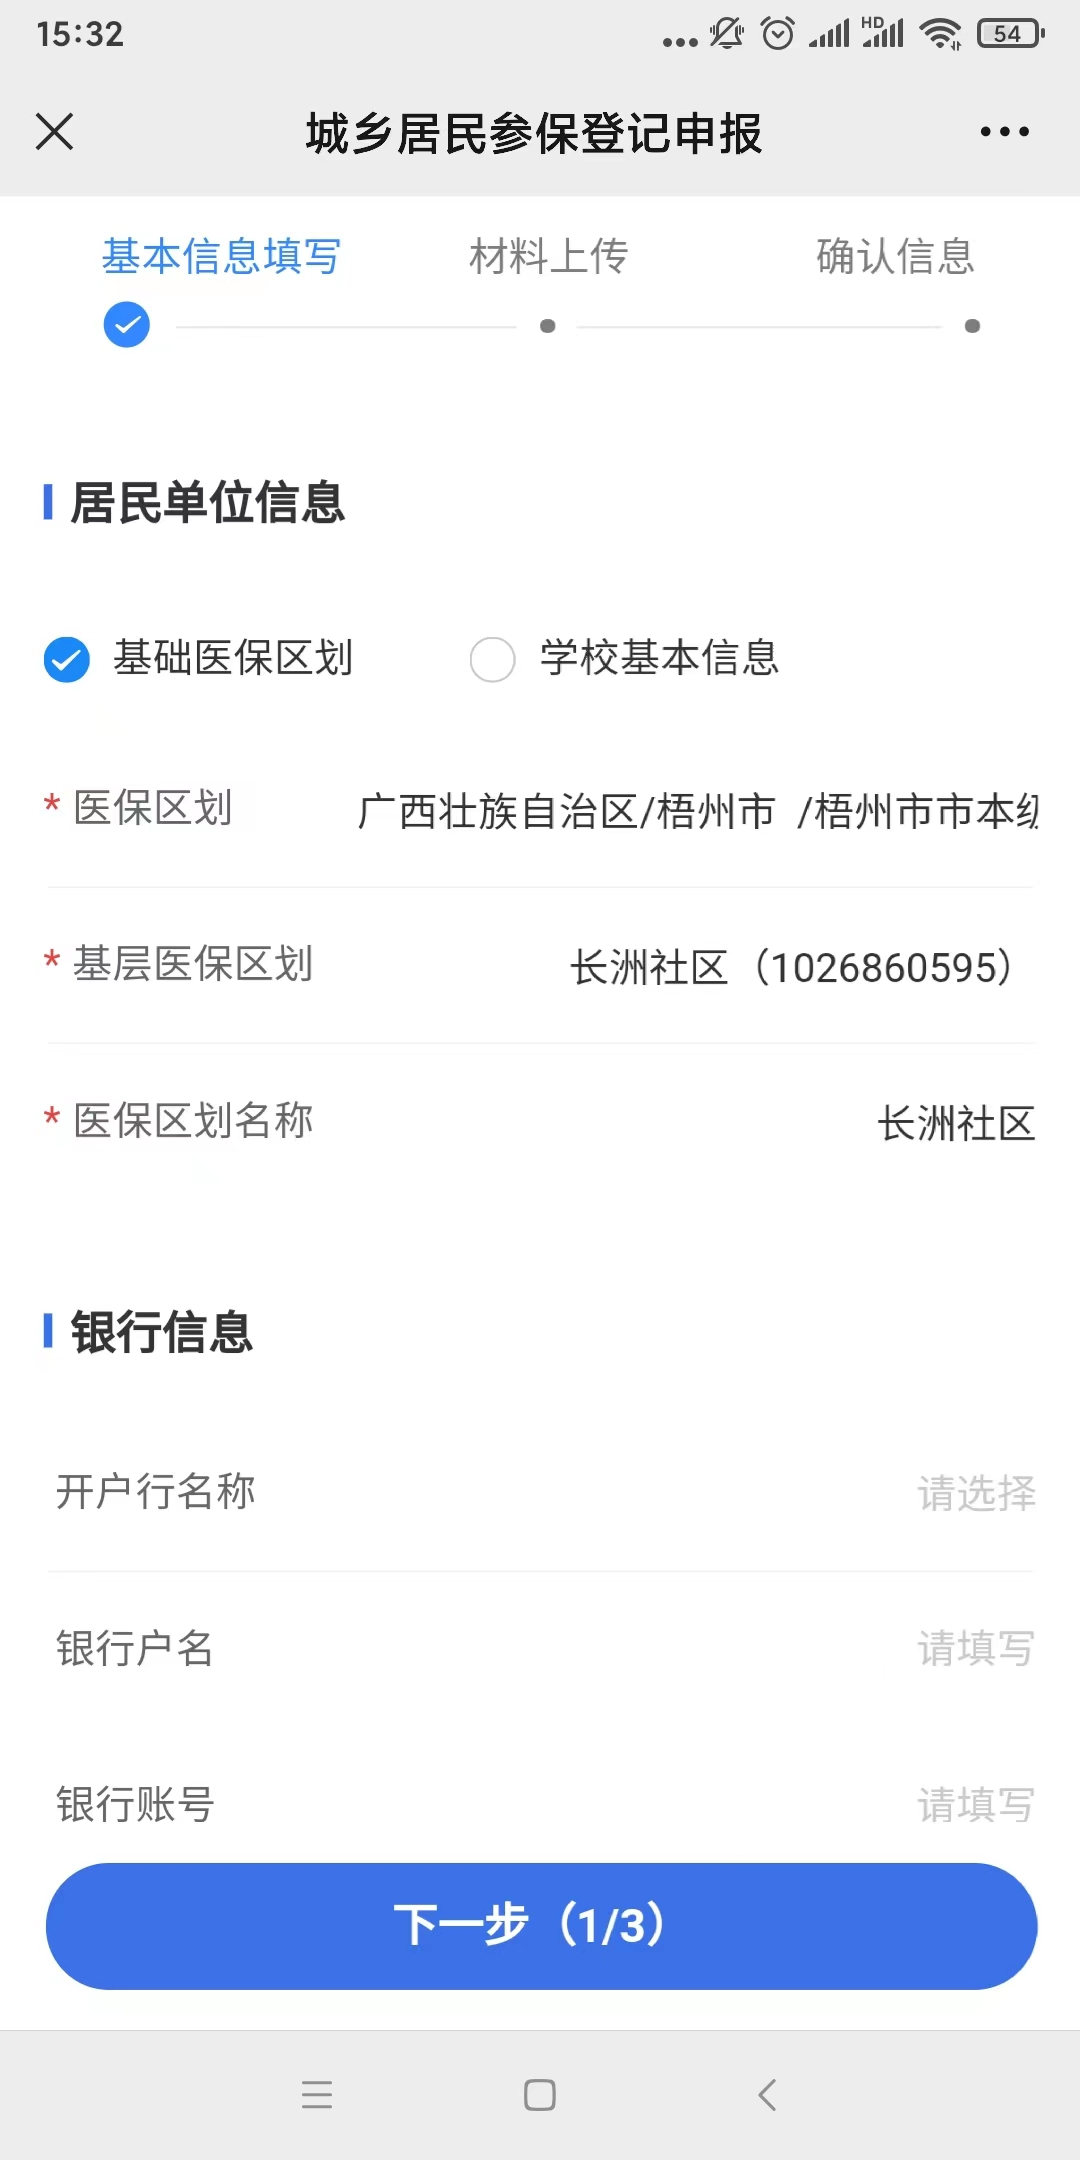 15:32
HD
54
城乡居民参保登记申报
基本信息填写 材料上传 确认信息
居民单位信息
基础医保区划 学校基本信息
* 医保区划 广西壮族自治区/梧州市 /梧州市市本级
* 基层医保区划 长洲社区（1026860595）
* 医保区划名称 长洲社区
银行信息
开户行名称 请选择
银行户名 请填写
银行账号 请填写
下一步（1/3）